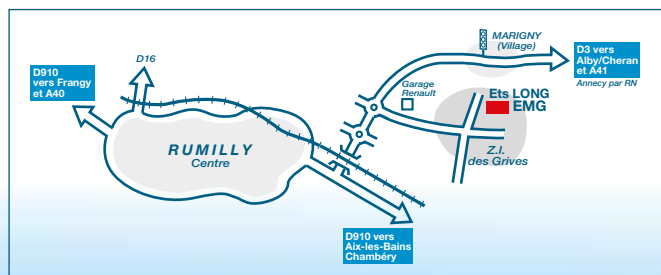 D16
D910
vers Frangy
et A40
RUMILLY
Centre
MARIGNY
(Village)
D3 vers
Alby/Cheran
et A41
Annecy par RN
Garage
Renault
Ets LONG
EMG
Z.I.
des Grives
D910 vers
Aix-les-Bains
Chambéry